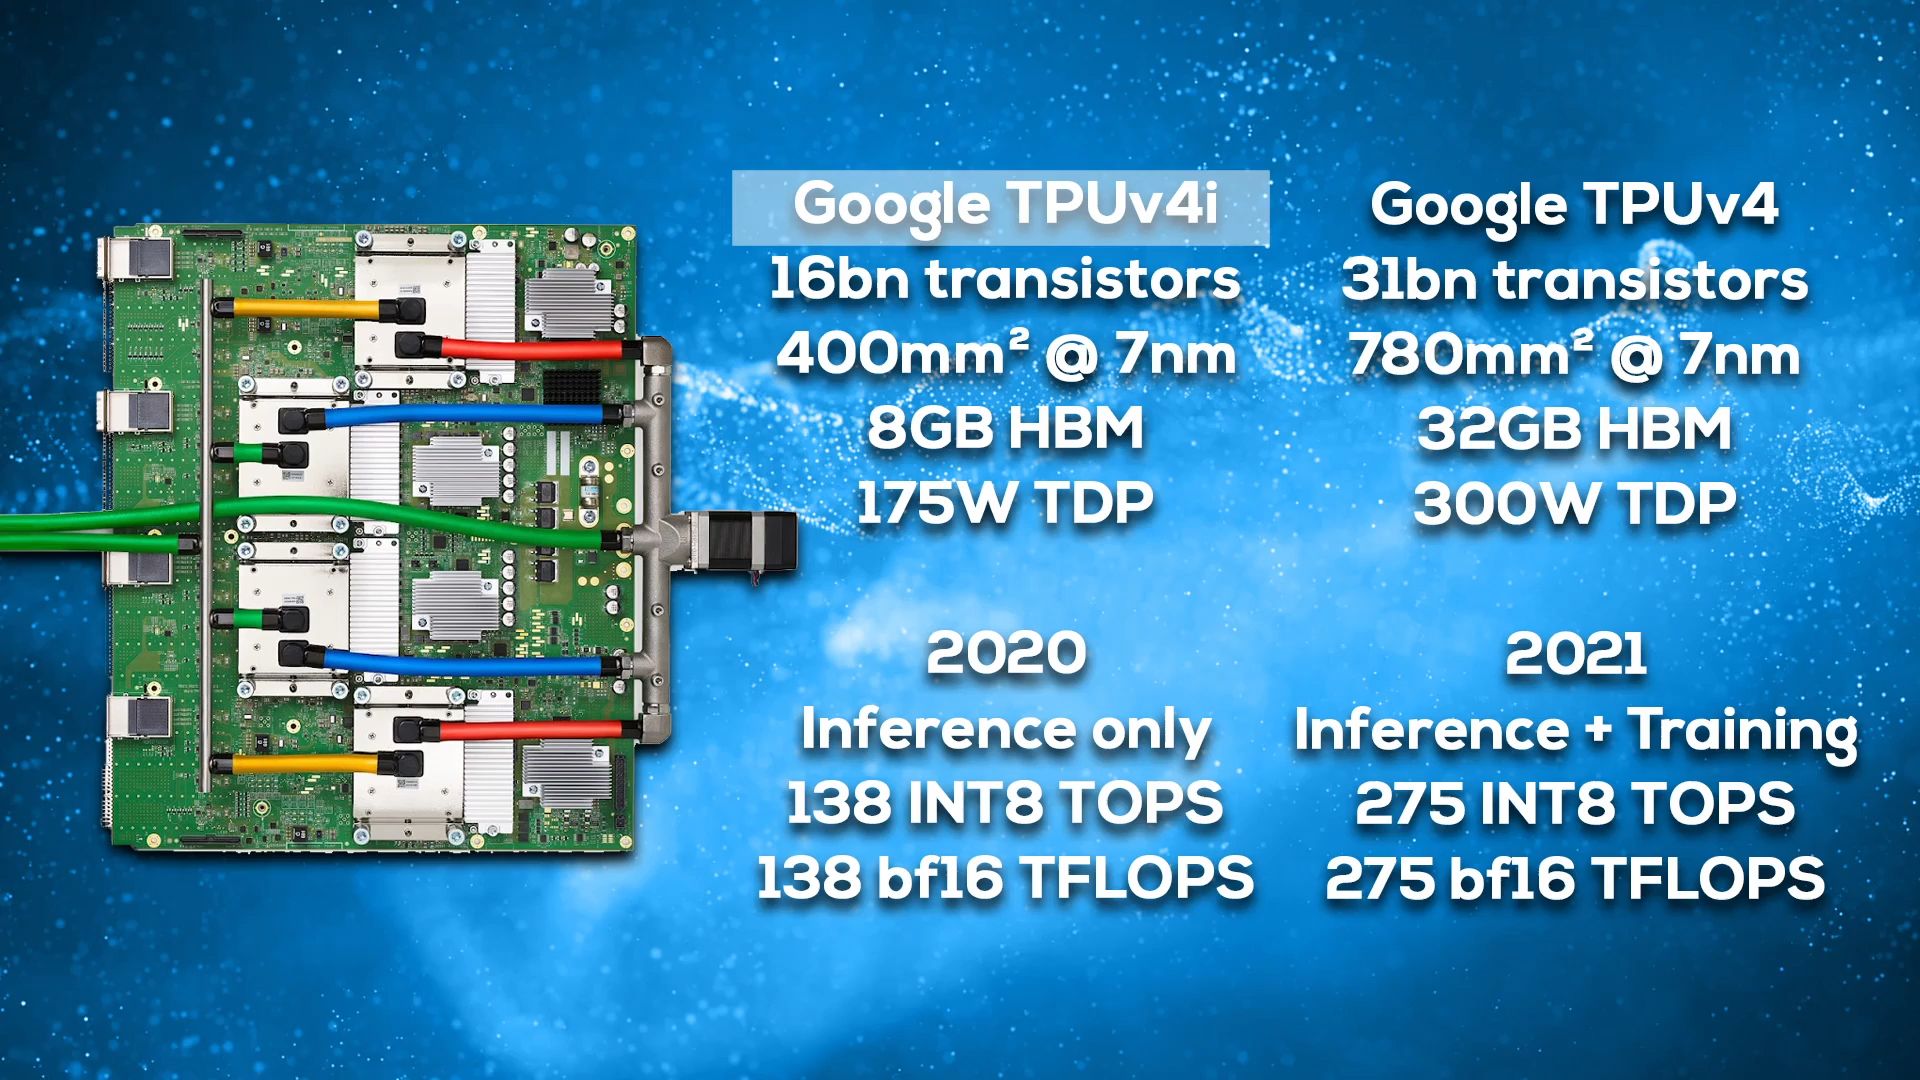 Google TPUv4i
16bn transistors
400mm² @ 7nm
8GB HBM
175W TDP
2020
Inference only
138 INT8 TOPS
138 bf16 TFLOPS
Google TPUv4
31bn transistors
780mm² @ 7nm
32GB HBM
300W TDP
2021
Inference + Training
275 INT8 TOPS
275 bf16 TFLOPS